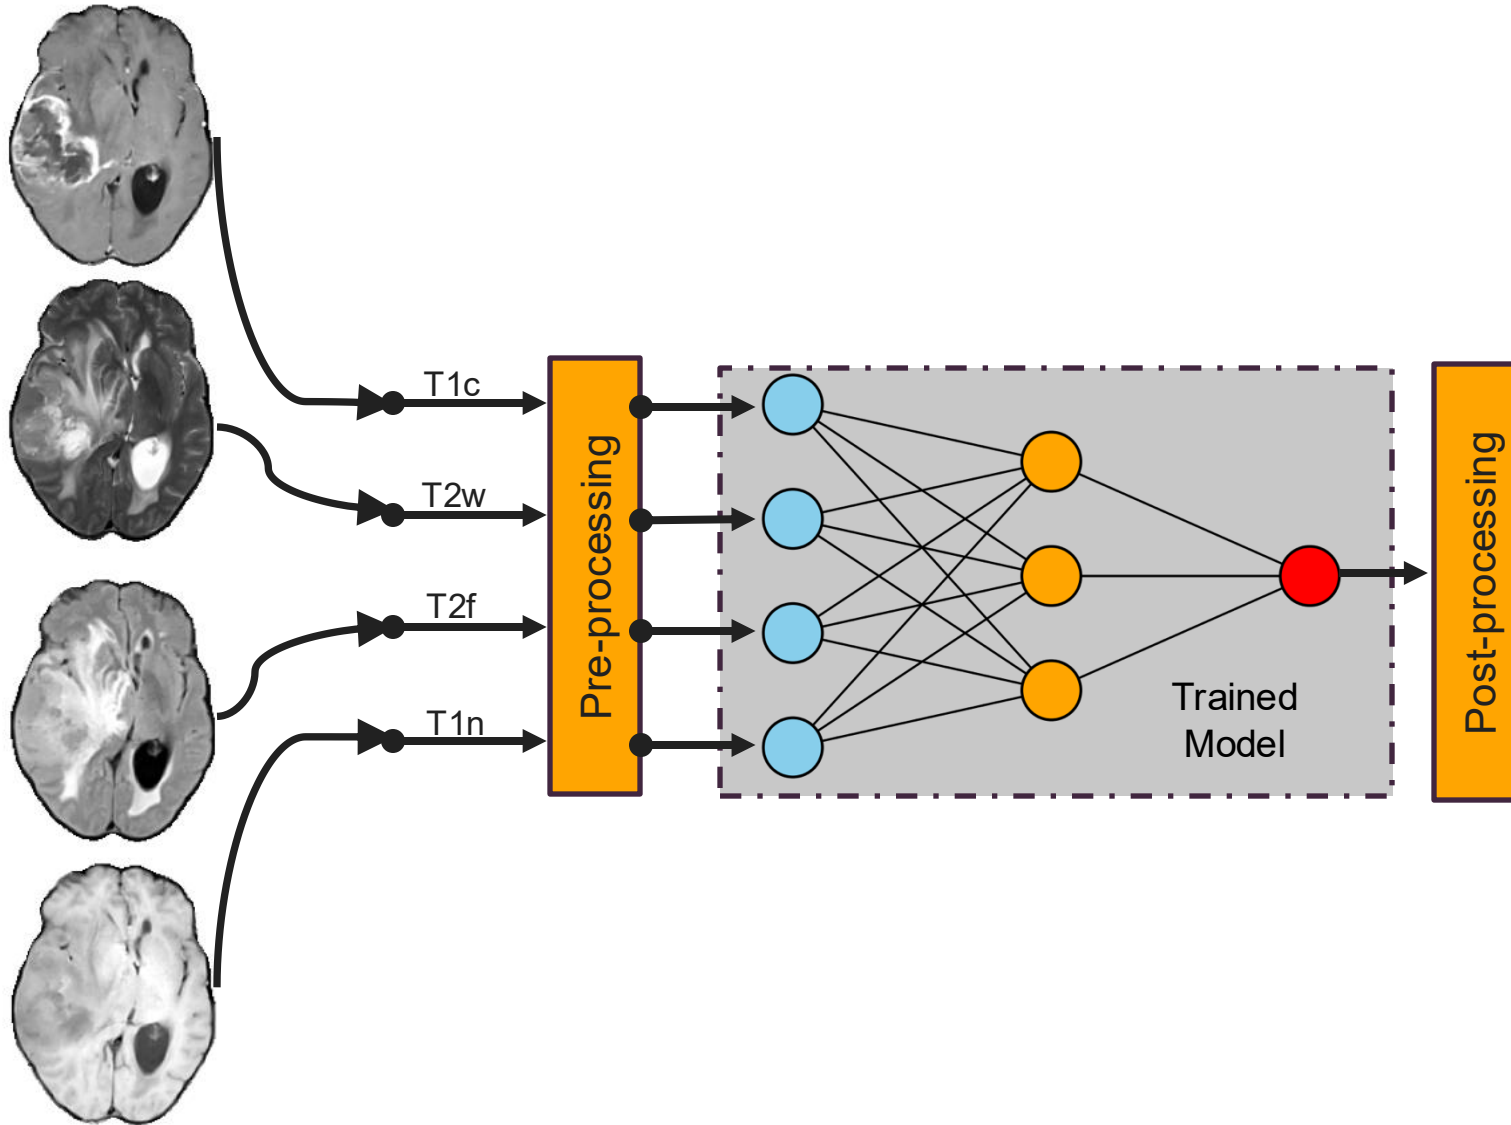 T1c
T2w
T2f
T1n
Pre-processing
Trained
Model
Post-processing